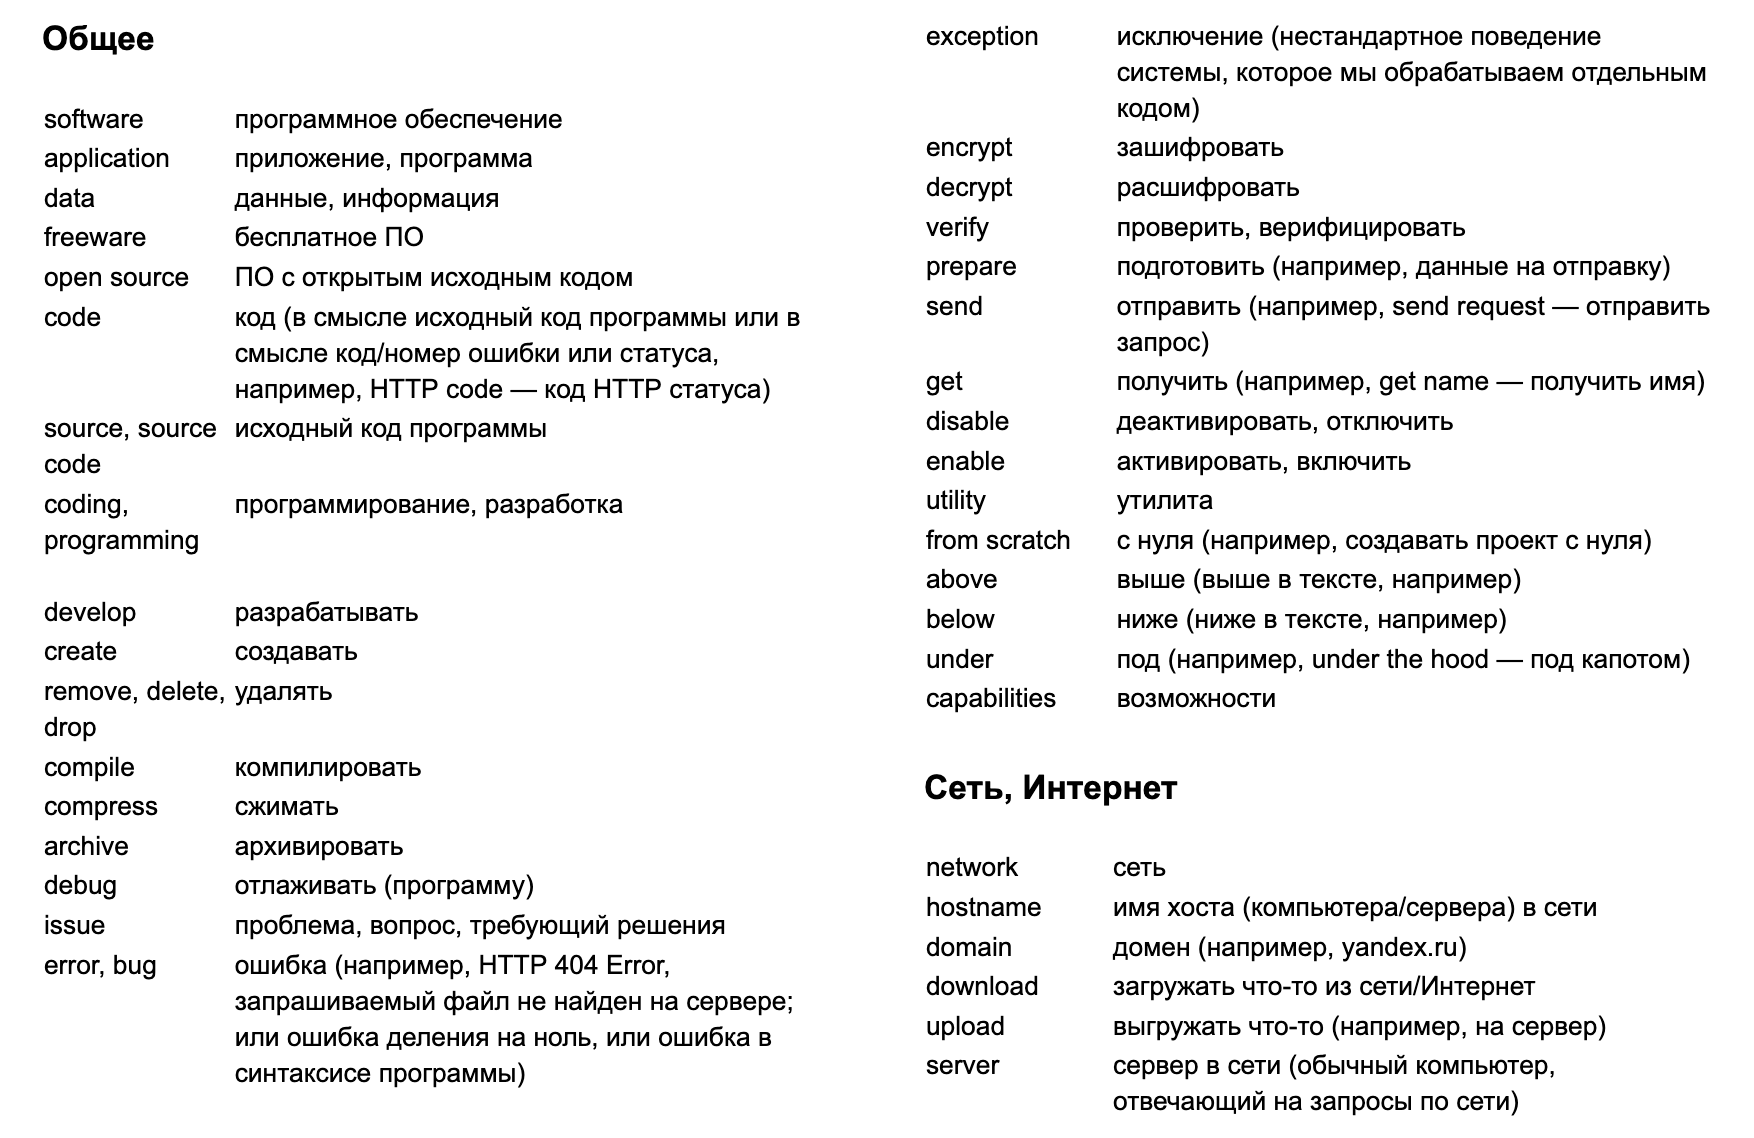 Общее
software программное обеспечение
application приложение, программа
data данные, информация
freeware бесплатное ПО
open source ПО с открытым исходным кодом
code код (в смысле исходный код программы или в
смысле код/номер ошибки или статуса,
например, HTTP code — код HTTP статуса)
source, source исходный код программы
code
coding, программирование, разработка
programming
develop разрабатывать
create создавать
remove, delete, удалять
drop
compile компилировать
compress сжимать
archive архивировать
debug отлаживать (программу)
issue проблема, вопрос, требующий решения
error, bug ошибка (например, HTTP 404 Error,
запрашиваемый файл не найден на сервере;
или ошибка деления на ноль, или ошибка в
синтаксисе программы)
exception исключение (нестандартное поведение
системы, которое мы обрабатываем отдельным
кодом)
encrypt зашифровать
decrypt расшифровать
verify проверить, верифицировать
prepare подготовить (например, данные на отправку)
send отправить (например, send request — отправить
запрос)
get получить (например, get name — получить имя)
disable деактивировать, отключить
enable активировать, включить
utility утилита
from scratch с нуля (например, создавать проект с нуля)
above выше (выше в тексте, например)
below ниже (ниже в тексте, например)
under под (например, under the hood — под капотом)
capabilities возможности
Сеть, Интернет
network сеть
hostname имя хоста (компьютера/сервера) в сети
domain домен (например, yandex.ru)
download загружать что-то из сети/Интернет
upload выгружать что-то (например, на сервер)
server сервер в сети (обычный компьютер,
отвечающий на запросы по сети)